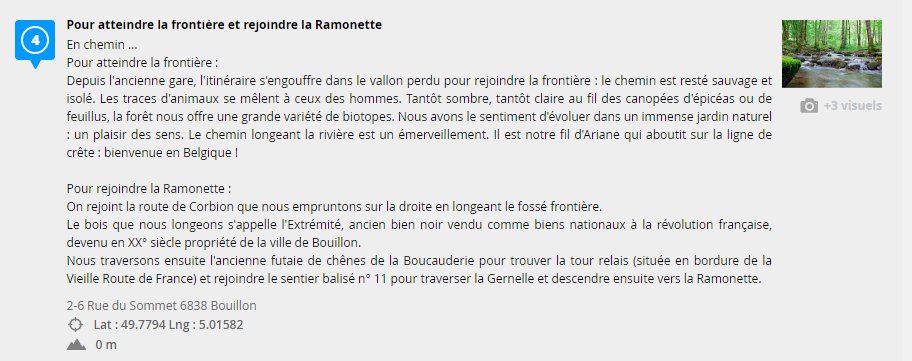 4
Pour atteindre la frontière et rejoindre la Ramonette
En chemin ...
Pour atteindre la frontière :
Depuis l'ancienne gare, l'itinéraire s'engouffre dans le vallon perdu pour rejoindre la frontière : le chemin est resté sauvage et
isolé. Les traces d'animaux se mêlent à ceux des hommes. Tantôt sombre, tantôt claire au fil des canopées d'épicéas ou de
feuillus, la forêt nous offre une grande variété de biotopes. Nous avons le sentiment d'évoluer dans un immense jardin naturel
: un plaisir des sens. Le chemin longeant la rivière est un émerveillement. Il est notre fil d'Ariane qui aboutit sur la ligne de
crête : bienvenue en Belgique !
+3 visuels
Pour rejoindre la Ramonette :
On rejoint la route de Corbion que nous empruntons sur la droite en longeant le fossé frontière.
Le bois que nous longeons s'appelle l'Extrémité, ancien bien noir vendu comme biens nationaux à la révolution française,
devenu en XX° siècle propriété de la ville de Bouillon.
Nous traversons ensuite l'ancienne futaie de chênes de la Boucauderie pour trouver la tour relais (située en bordure de la
Vieille Route de France) et rejoindre le sentier balisé n° 11 pour traverser la Gernelle et descendre ensuite vers la Ramonette.
2-6 Rue du Sommet 6838 Bouillon
Lat : 49.7794 Lng : 5.01582
0 m